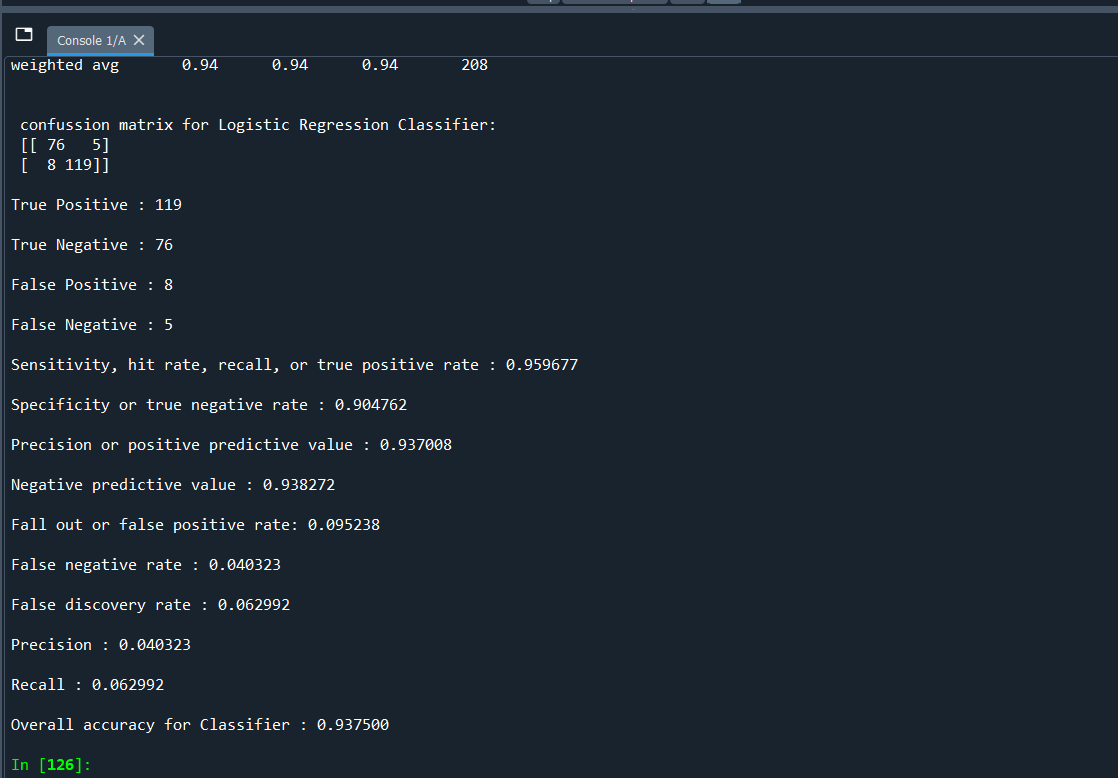 Console 1/A
weighted avg 0.94 0.94 0.94 208
confussion matrix for Logistic Regression Classifier:
[[ 76 5]
[ 8 119]]
True Positive : 119
True Negative : 76
False Positive : 8
False Negative : 5
Sensitivity, hit rate, recall, or true positive rate : 0.959677
Specificity or true negative rate : 0.904762
Precision or positive predictive value : 0.937008
Negative predictive value : 0.938272
Fall out or false positive rate: 0.095238
False negative rate : 0.040323
False discovery rate : 0.062992
Precision : 0.040323
Recall : 0.062992
Overall accuracy for Classifier : 0.937500
In [126]: